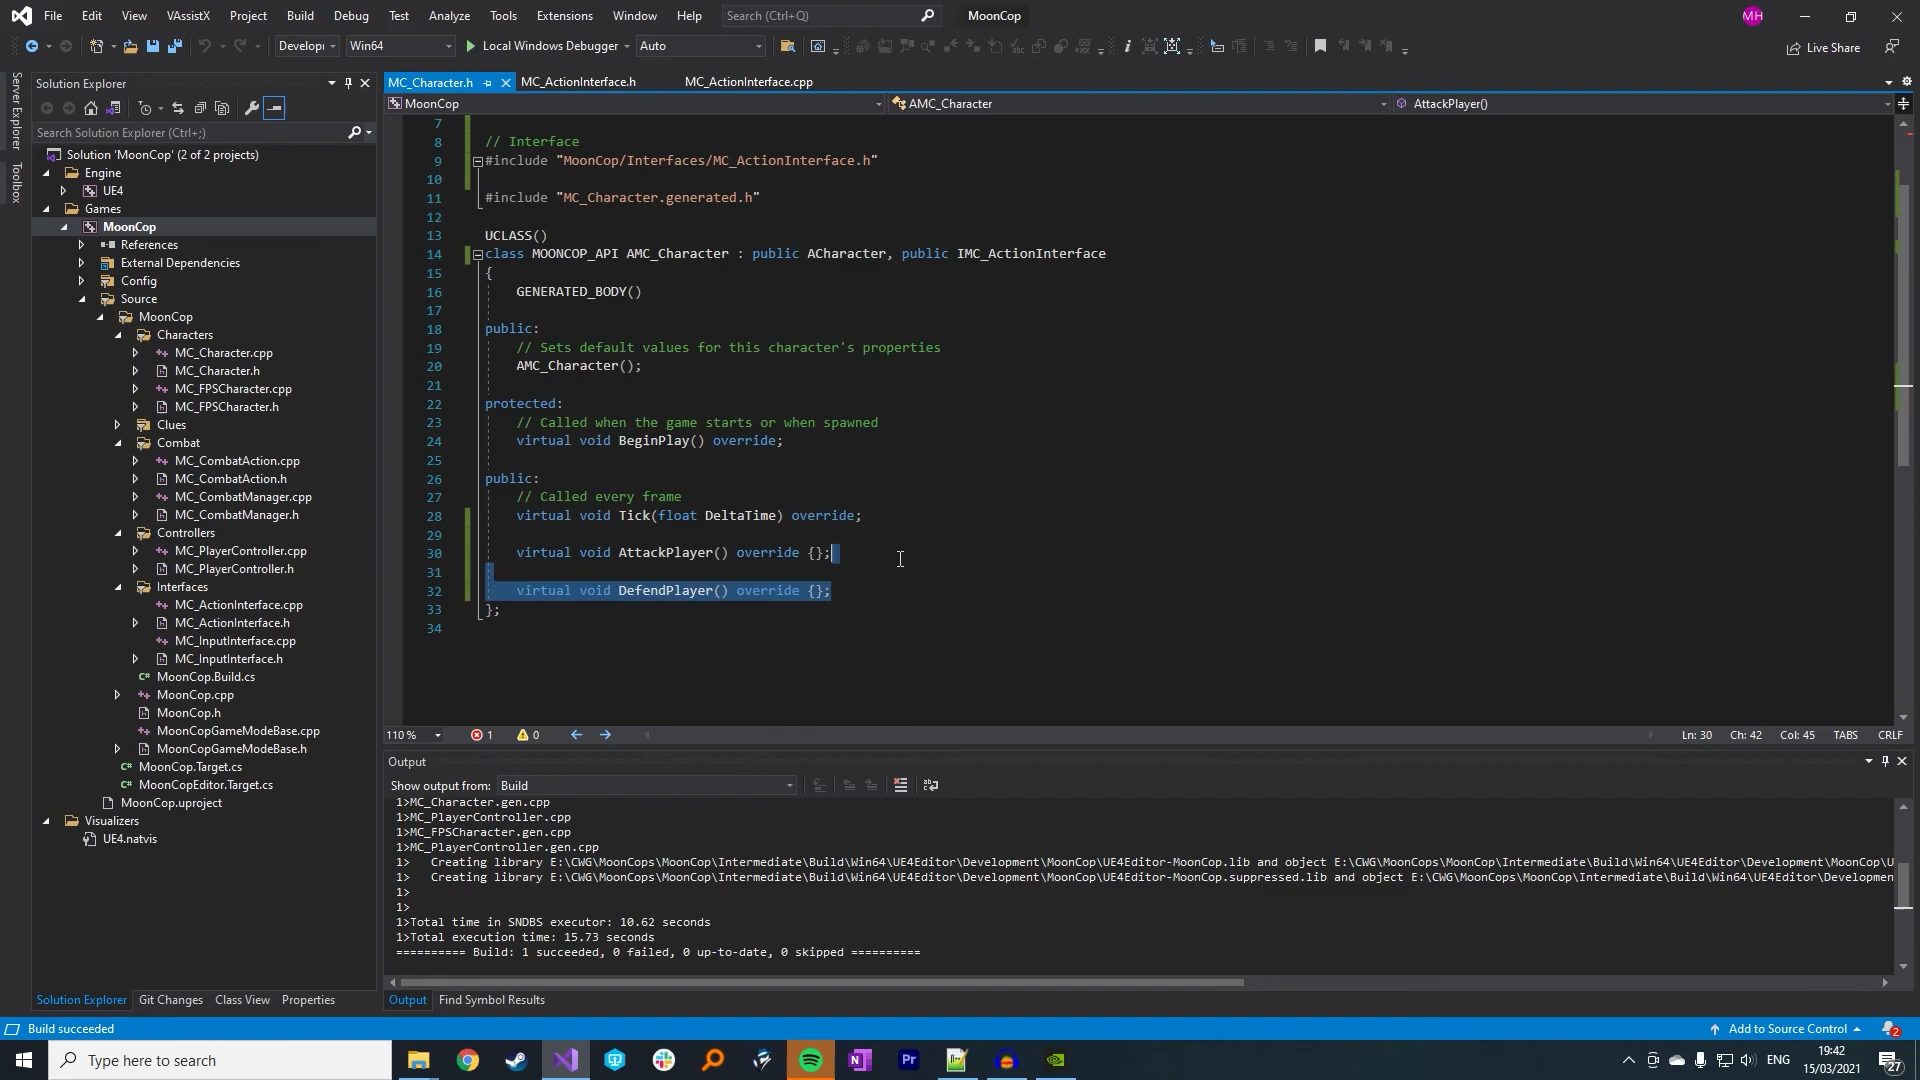 File Edit View VAssistX Project Build Debug Test Analyze Tools Extensions Window Help Search (Ctrl+Q) MoonCop MH
Develop Win64 Local Windows Debugger Auto Live Share
Server Explorer
Toolbox
Solution Explorer
Search Solution Explorer (Ctrl+;)
Solution 'MoonCop' (2 of 2 projects)
Engine
UE4
Games
MoonCop
References
External Dependencies
Config
Source
MoonCop
Characters
MC_Character.cpp
MC_Character.h
MC_FPSCharacter.cpp
MC_FPSCharacter.h
Clues
Combat
MC_CombatAction.cpp
MC_CombatAction.h
MC_CombatManager.cpp
MC_CombatManager.h
Controllers
MC_PlayerController.cpp
MC_PlayerController.h
Interfaces
MC_ActionInterface.cpp
MC_ActionInterface.h
MC_InputInterface.cpp
MC_InputInterface.h
MoonCop.Build.cs
MoonCop.cpp
MoonCop.h
MoonCopGameModeBase.cpp
MoonCopGameModeBase.h
MoonCop.Target.cs
MoonCopEditor.Target.cs
MoonCop.uproject
Visualizers
UE4.natvis
Solution Explorer Git Changes Class View Properties
MC_Character.h MC_ActionInterface.h MC_ActionInterface.cpp
MoonCop AMC_Character AttackPlayer()
7
8 // Interface
9 #include "MoonCop/Interfaces/MC_ActionInterface.h"
10
11 #include "MC_Character.generated.h"
12
13 UCLASS()
14 class MOONCOP_API AMC_Character : public ACharacter, public IMC_ActionInterface
15 {
16 GENERATED_BODY()
17
18 public:
19 // Sets default values for this character's properties
20 AMC_Character();
21
22 protected:
23 // Called when the game starts or when spawned
24 virtual void BeginPlay() override;
25
26 public:
27 // Called every frame
28 virtual void Tick(float DeltaTime) override;
29
30 virtual void AttackPlayer() override {};
31
32 virtual void DefendPlayer() override {};
33 };
34
110 % 1 0 Ln: 30 Ch: 42 Col: 45 TABS CRLF
Output
Show output from: Build
1>MC_Character.gen.cpp
1>MC_PlayerController.cpp
1>MC_FPSCharacter.gen.cpp
1>MC_PlayerController.gen.cpp
1> Creating library E:\CWG\MoonCops\MoonCop\Intermediate\Build\Win64\UE4Editor\Development\MoonCop\UE4Editor-MoonCop.lib and object E:\CWG\MoonCops\MoonCop\Intermediate\Build\Win64\UE4Editor\Development\MoonCop\U
1> Creating library E:\CWG\MoonCops\MoonCop\Intermediate\Build\Win64\UE4Editor\Development\MoonCop\UE4Editor-MoonCop.suppressed.lib and object E:\CWG\MoonCops\MoonCop\Intermediate\Build\Win64\UE4Editor\Developmen
1>
1>
1>Total time in SNDBS executor: 10.62 seconds
1>Total execution time: 15.73 seconds
========== Build: 1 succeeded, 0 failed, 0 up-to-date, 0 skipped ==========
Output Find Symbol Results
Build succeeded Add to Source Control 2
Type here to search ENG 19:42
15/03/2021 27